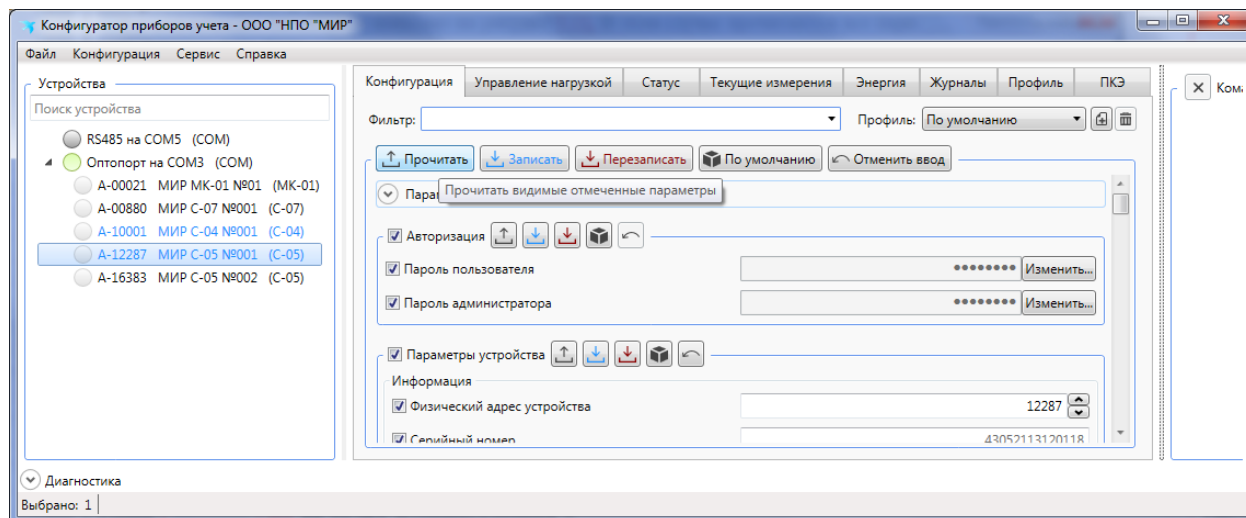 Конфигуратор приборов учета - ООО "НПО "МИР"
Файл Конфигурация Сервис Справка
Устройства
Поиск устройства
RS485 на COM5 (COM)
Оптопорт на COM3 (COM)
A-00021 МИР МК-01 №01 (МК-01)
A-00880 МИР С-07 №001 (С-07)
A-10001 МИР С-04 №001 (С-04)
A-12287 МИР С-05 №001 (С-05)
A-16383 МИР С-05 №002 (С-05)
Конфигурация Управление нагрузкой Статус Текущие измерения Энергия Журналы Профиль ПКЭ
Фильтр: Профиль: По умолчанию
Прочитать Записать Перезаписать По умолчанию Отменить ввод
Прочитать видимые отмеченные параметры
Авторизация
Пароль пользователя Изменить...
Пароль администратора Изменить...
Параметры устройства
Информация
Физический адрес устройства 12287
Серийный номер 43052113120118
Диагностика
Выбрано: 1